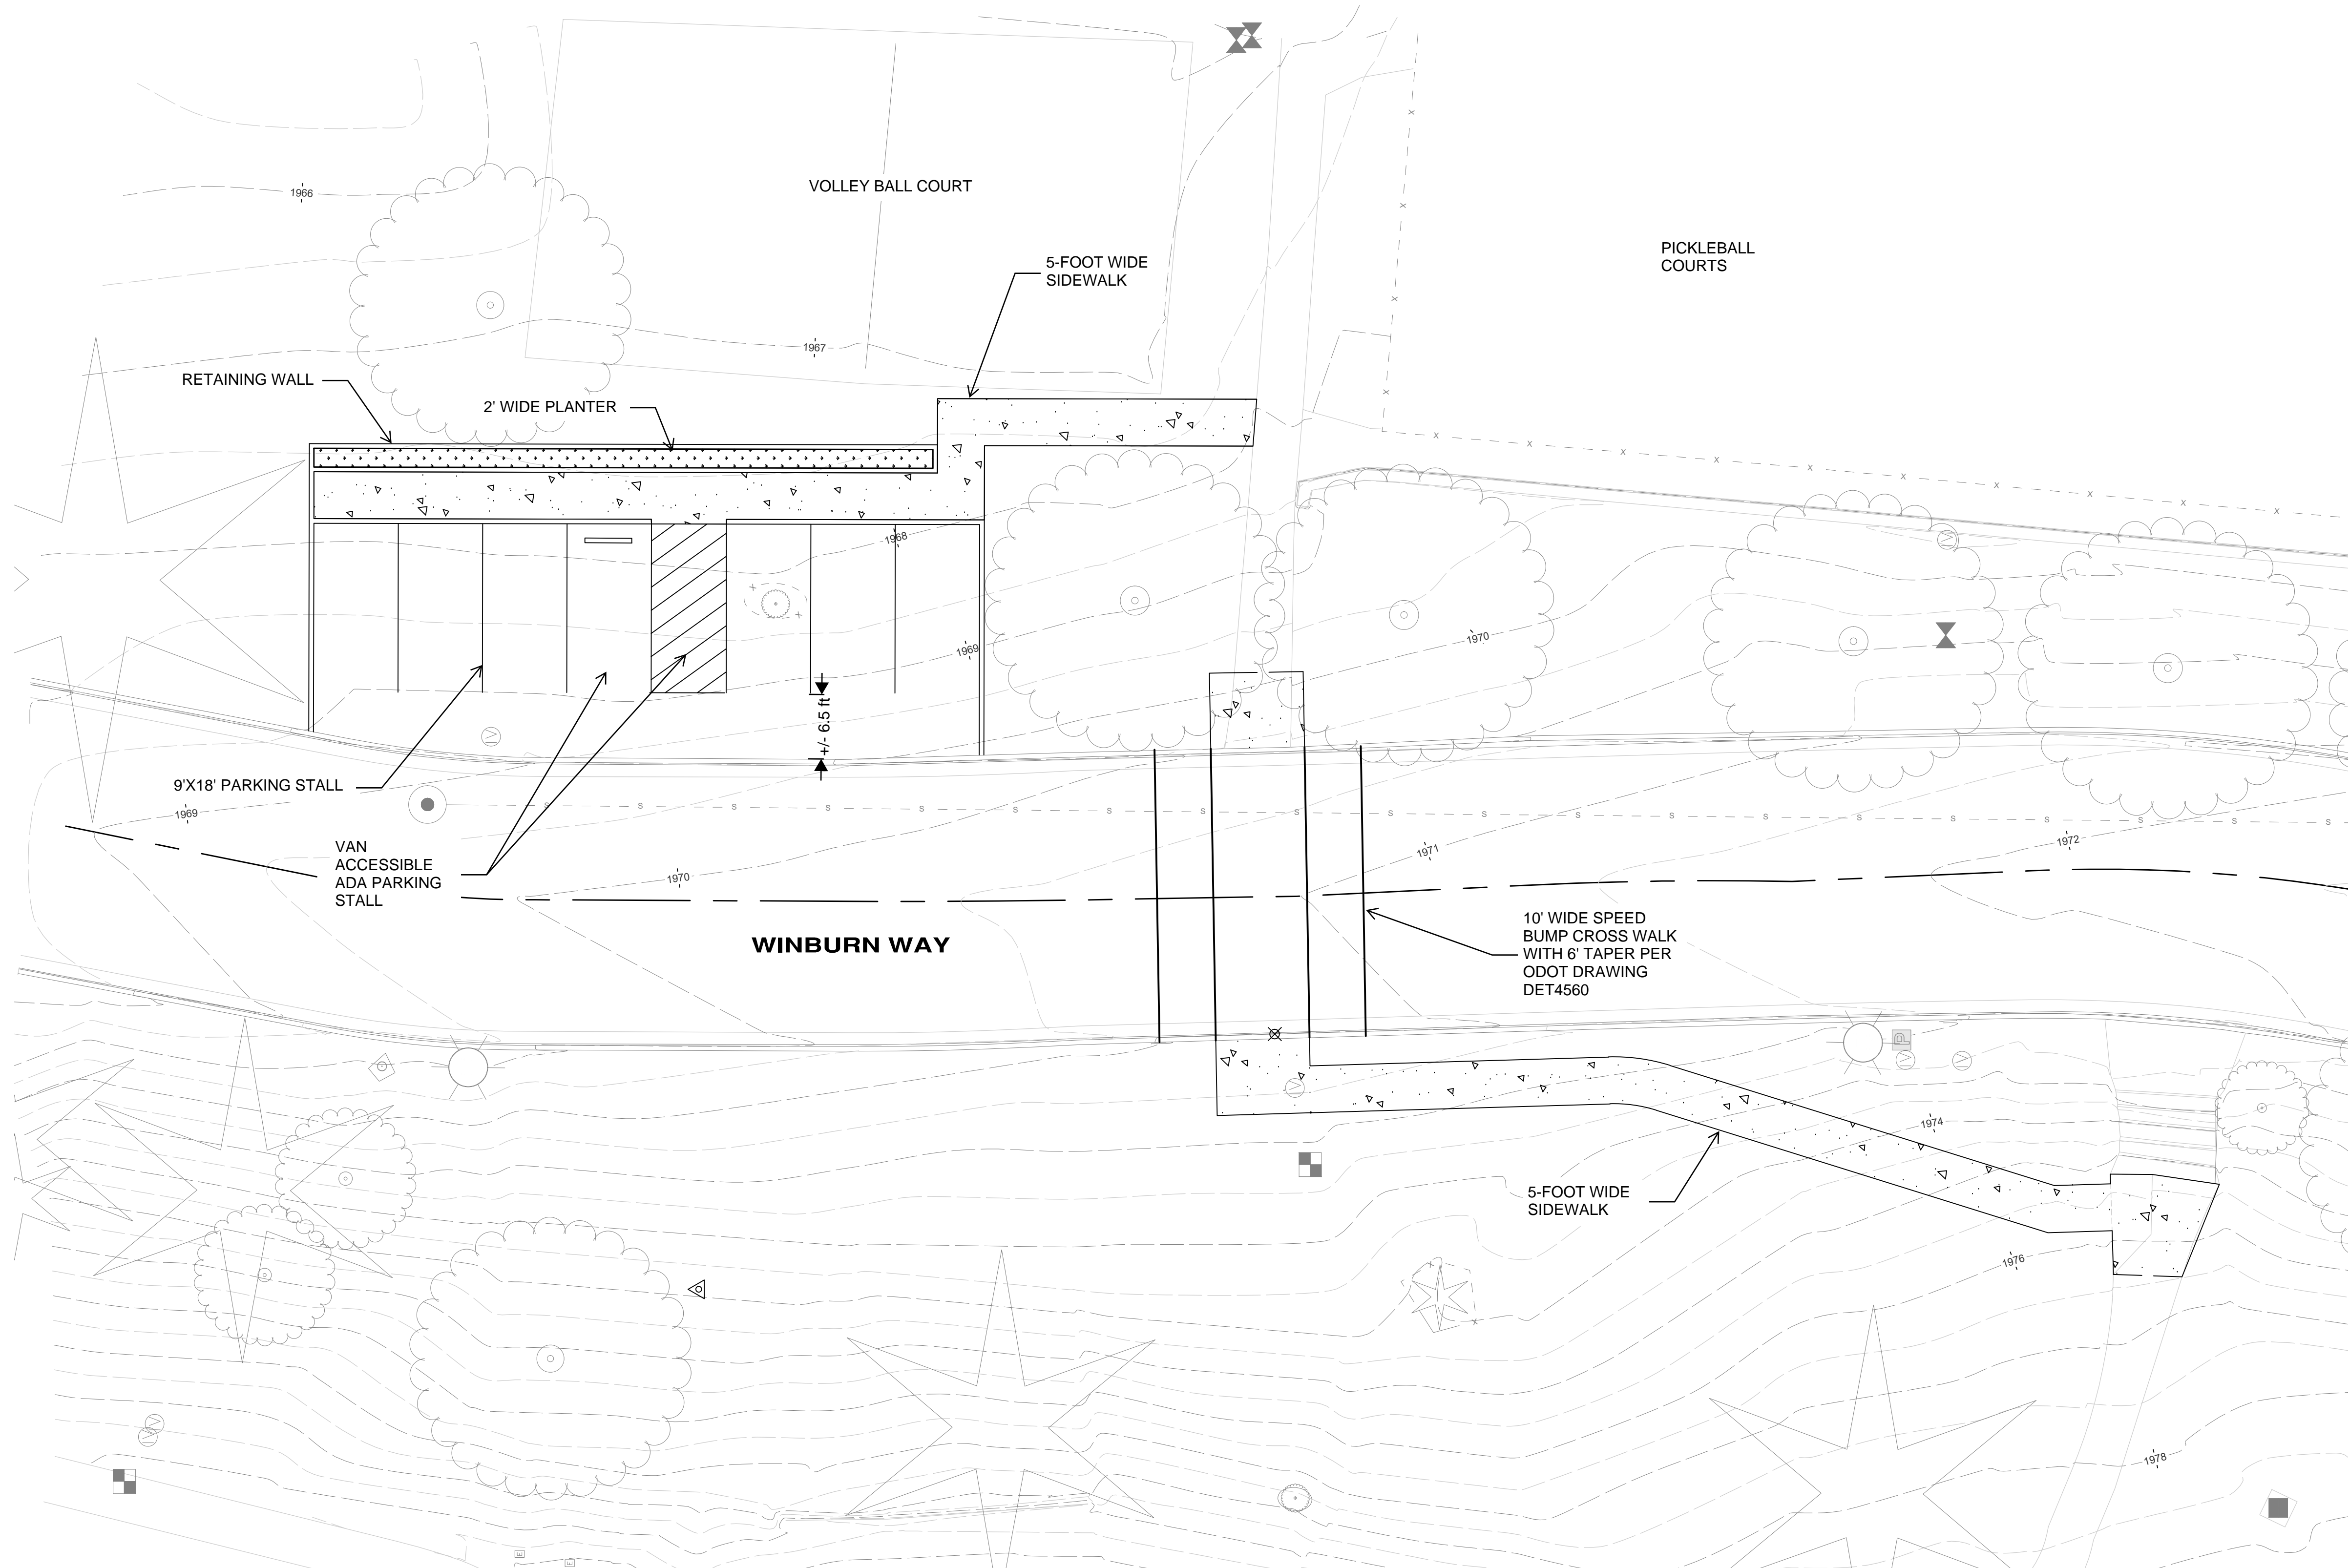 1966
VOLLEY BALL COURT
PICKLEBALL
COURTS
5-FOOT WIDE
SIDEWALK
1967
RETAINING WALL
2' WIDE PLANTER
1968
1969
1970
+/- 6.5 ft
9'X18' PARKING STALL
1969
VAN
ACCESSIBLE
ADA PARKING
STALL
1970
1971
1972
WINBURN WAY
10' WIDE SPEED
BUMP CROSS WALK
WITH 6' TAPER PER
ODOT DRAWING
DET4560
1974
5-FOOT WIDE
SIDEWALK
1976
1978